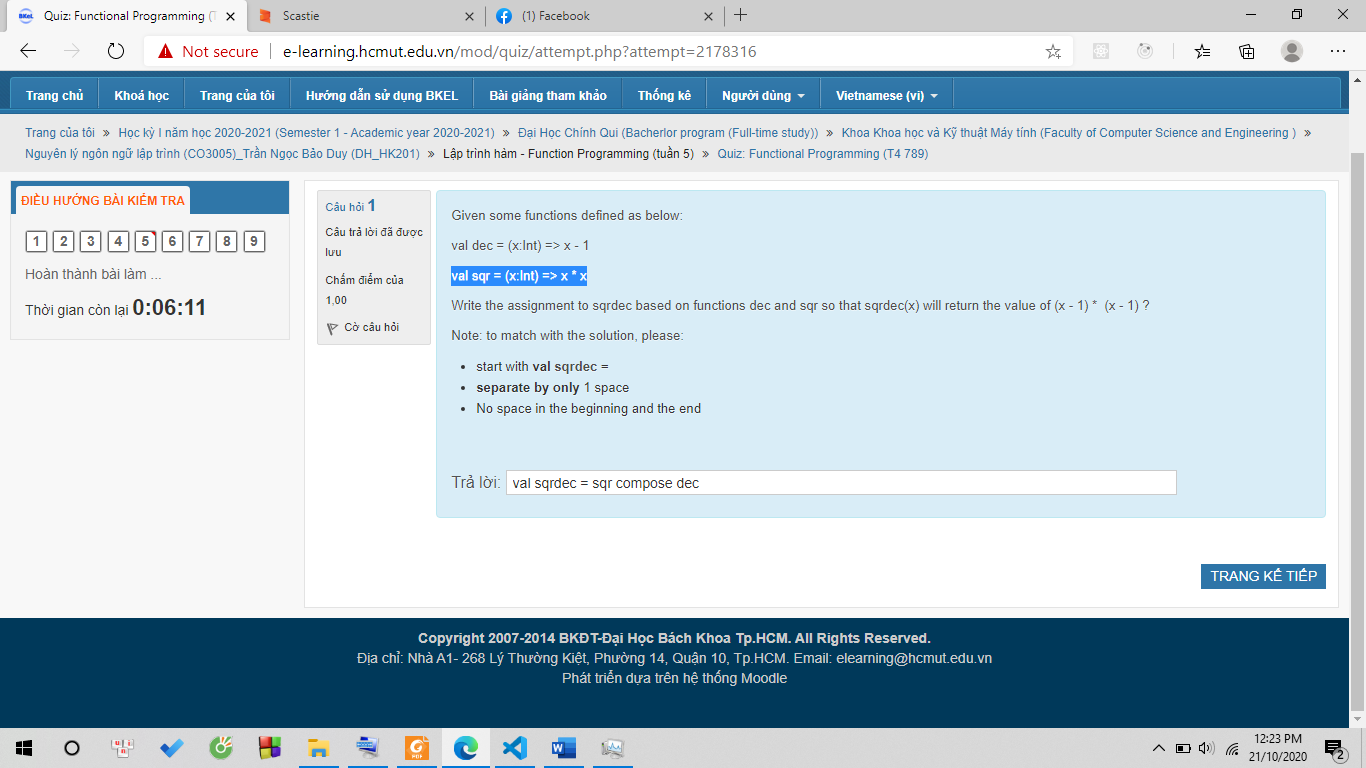 Quiz: Functional Programming (T
Scastie
(1) Facebook
Not secure | e-learning.hcmut.edu.vn/mod/quiz/attempt.php?attempt=2178316
Trang chủ Khoá học Trang của tôi Hướng dẫn sử dụng BKEL Bài giảng tham khảo Thống kê Người dùng Vietnamese (vi)
Trang của tôi » Học kỳ I năm học 2020-2021 (Semester 1 - Academic year 2020-2021) » Đại Học Chính Qui (Bacherlor program (Full-time study)) » Khoa Khoa học và Kỹ thuật Máy tính (Faculty of Computer Science and Engineering ) »
Nguyên lý ngôn ngữ lập trình (CO3005)_Trần Ngọc Bảo Duy (DH_HK201) » Lập trình hàm - Function Programming (tuần 5) » Quiz: Functional Programming (T4 789)
ĐIỀU HƯỚNG BÀI KIỂM TRA
1 2 3 4 5 6 7 8 9
Hoàn thành bài làm ...
Thời gian còn lại 0:06:11
Câu hỏi 1
Câu trả lời đã được
lưu
Chấm điểm của
1,00
Cờ câu hỏi
Given some functions defined as below:
val dec = (x:Int) => x - 1
val sqr = (x:Int) => x * x
Write the assignment to sqrdec based on functions dec and sqr so that sqrdec(x) will return the value of (x - 1) * (x - 1) ?
Note: to match with the solution, please:
• start with val sqrdec =
• separate by only 1 space
• No space in the beginning and the end
Trả lời: val sqrdec = sqr compose dec
TRANG KẾ TIẾP
Copyright 2007-2014 BKĐT-Đại Học Bách Khoa Tp.HCM. All Rights Reserved.
Địa chỉ: Nhà A1- 268 Lý Thường Kiệt, Phường 14, Quận 10, Tp.HCM. Email: elearning@hcmut.edu.vn
Phát triển dựa trên hệ thống Moodle
12:23 PM
21/10/2020
2